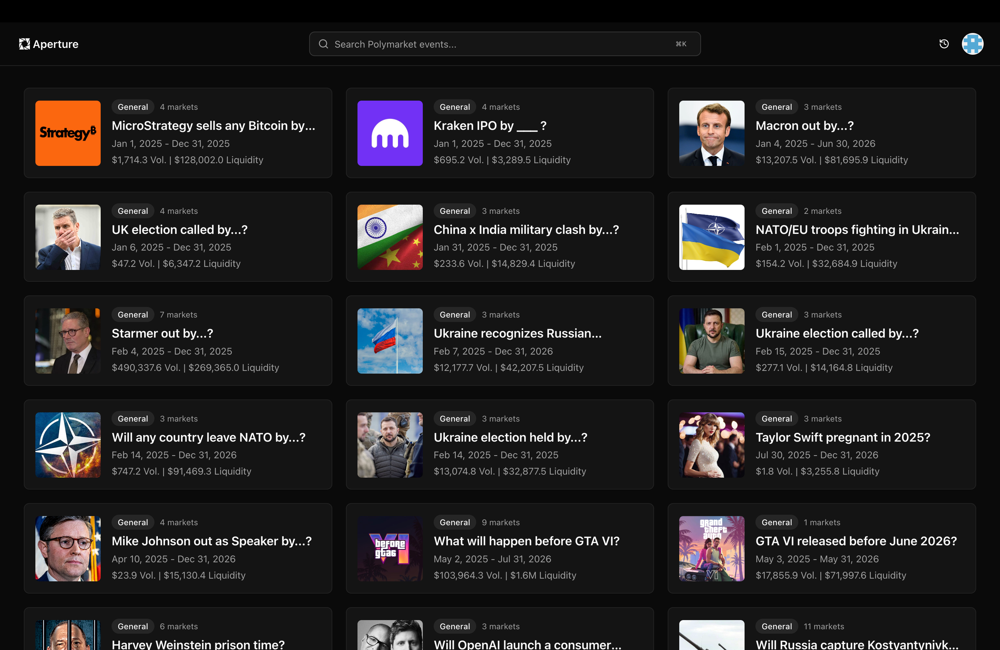 Aperture
Search Polymarket events...
⌘K
General 4 markets
MicroStrategy sells any Bitcoin by...
Jan 1, 2025 - Dec 31, 2025
$1,714.3 Vol. | $128,002.0 Liquidity
Strategy₿
General 4 markets
Kraken IPO by ___ ?
Jan 1, 2025 - Dec 31, 2025
$695.2 Vol. | $3,289.5 Liquidity
General 3 markets
Macron out by...?
Jan 4, 2025 - Jun 30, 2026
$13,207.5 Vol. | $81,695.9 Liquidity
General 4 markets
UK election called by...?
Jan 6, 2025 - Dec 31, 2025
$47.2 Vol. | $6,347.2 Liquidity
General 3 markets
China x India military clash by...?
Jan 31, 2025 - Dec 31, 2025
$233.6 Vol. | $14,829.4 Liquidity
General 2 markets
NATO/EU troops fighting in Ukrain...
Feb 1, 2025 - Dec 31, 2025
$154.2 Vol. | $32,684.9 Liquidity
General 7 markets
Starmer out by...?
Feb 4, 2025 - Dec 31, 2025
$490,337.6 Vol. | $269,365.0 Liquidity
General 3 markets
Ukraine recognizes Russian...
Feb 7, 2025 - Dec 31, 2026
$12,177.7 Vol. | $42,207.5 Liquidity
General 3 markets
Ukraine election called by...?
Feb 15, 2025 - Dec 31, 2025
$277.1 Vol. | $14,164.8 Liquidity
General 3 markets
Will any country leave NATO by...?
Feb 14, 2025 - Dec 31, 2026
$747.2 Vol. | $91,469.3 Liquidity
General 3 markets
Ukraine election held by...?
Feb 14, 2025 - Dec 31, 2025
$13,074.8 Vol. | $32,877.5 Liquidity
General 3 markets
Taylor Swift pregnant in 2025?
Jul 30, 2025 - Dec 31, 2026
$1.8 Vol. | $3,255.8 Liquidity
General 4 markets
Mike Johnson out as Speaker by...?
Apr 10, 2025 - Dec 31, 2026
$23.9 Vol. | $15,130.4 Liquidity
VI
before
gta6
General 9 markets
What will happen before GTA VI?
May 2, 2025 - Jul 31, 2026
$103,964.3 Vol. | $1.6M Liquidity
grand
theft
auto
VI
General 1 markets
GTA VI released before June 2026?
May 3, 2025 - May 31, 2026
$17,855.9 Vol. | $71,997.6 Liquidity
General 6 markets
Harvey Weinstein prison time?
General 3 markets
Will OpenAI launch a consumer...
General 11 markets
Will Russia capture Kostyantynivk...